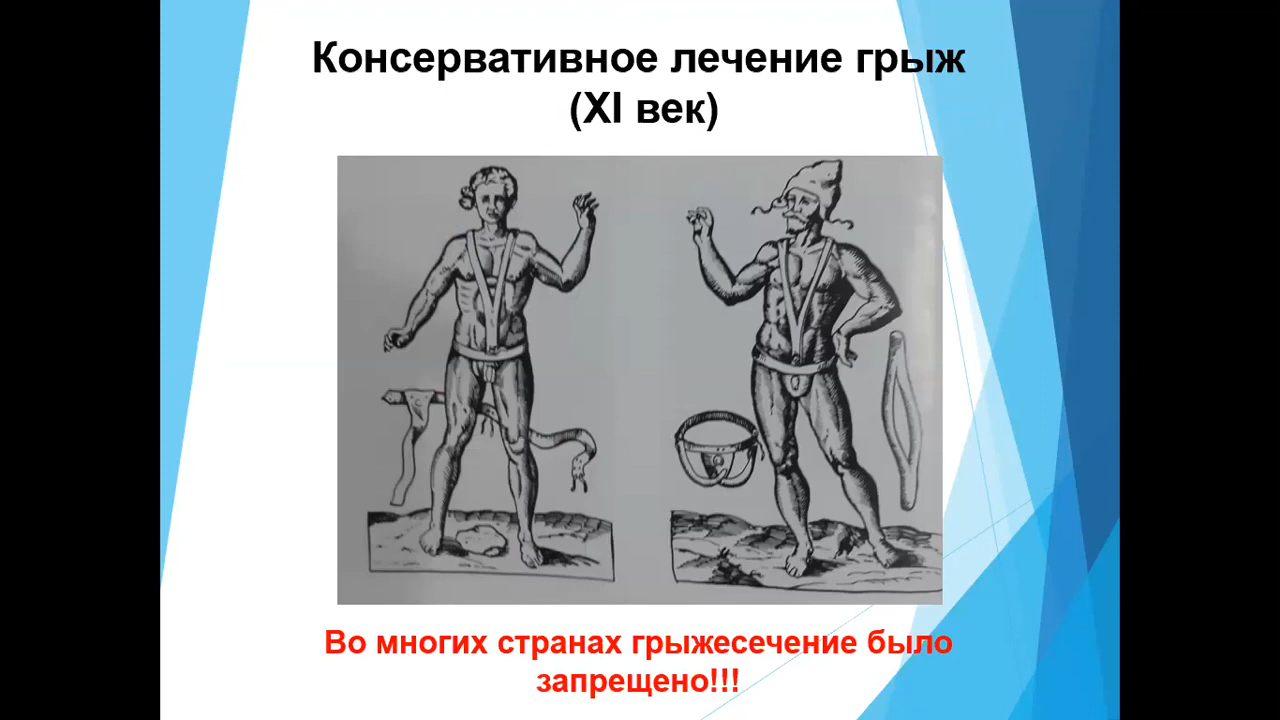 Консервативное лечение грыж
(XI век)
Во многих странах грыжесечение было
запрещено!!!